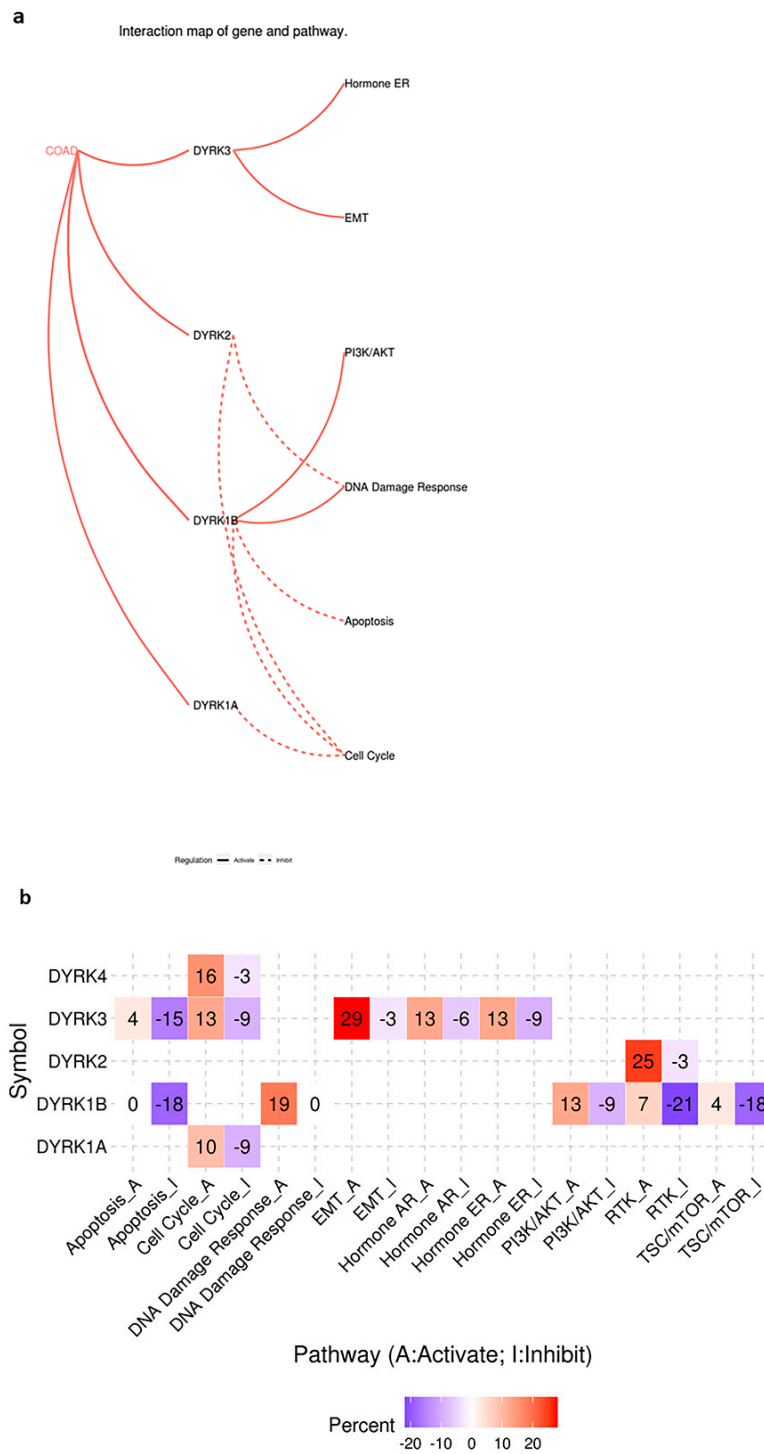 a
Interaction map of gene and pathway.
Hormone ER
COAD
DYRK3
EMT
DYRK2
PI3K/AKT
DNA Damage Response
DYRK1B
Apoptosis
DYRK1A
Cell Cycle
Regulation Activate Inhibit
b
Symbol
DYRK4 16 -3
DYRK3 4 -15 13 -9 29 -3 13 -6 13 -9
DYRK2 25 -3
DYRK1B 0 -18 19 0 13 -9 7 -21 4 -18
DYRK1A 10 -9
Apoptosis_A
Apoptosis_I
Cell Cycle_A
Cell Cycle_I
DNA Damage Response_A
DNA Damage Response_I
EMT_A
EMT_I
Hormone AR_A
Hormone AR_I
Hormone ER_A
Hormone ER_I
PI3K/AKT_A
PI3K/AKT_I
RTK_A
RTK_I
TSC/mTOR_A
TSC/mTOR_I
Pathway (A:Activate; I:Inhibit)
Percent
-20 -10 0 10 20